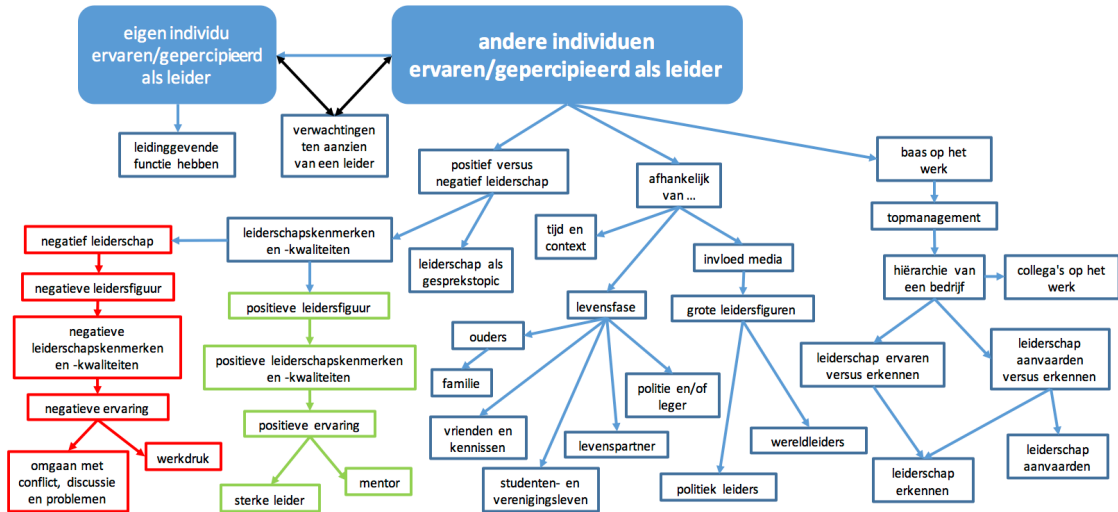 eigen individu
ervaren/gepercipieerd
als leider
andere individuen
ervaren/gepercipieerd als leider
leidinggevende
functie hebben
verwachtingen
ten aanzien
van een leider
positief versus
negatief leiderschap
afhankelijk
van ...
baas op het
werk
topmanagement
negatief leiderschap
leiderschapskenmerken
en -kwaliteiten
leiderschap als
gesprekstopic
tijd en
context
invloed media
hiërarchie van
een bedrijf
collega's op het
werk
negatieve leidersfiguur
positieve leidersfiguur
levensfase
grote leidersfiguren
negatieve
leiderschapskenmerken
en -kwaliteiten
positieve leiderschapskenmerken
en -kwaliteiten
ouders
familie
leiderschap ervaren
versus erkennen
leiderschap
aanvaarden
versus erkennen
politie en/of
leger
negatieve ervaring
positieve ervaring
vrienden en
kennissen
levenspartner
wereldleiders
omgaan met
conflict, discussie
en problemen
werkdruk
sterke leider
mentor
studenten- en
verenigingsleven
politiek leiders
leiderschap
erkennen
leiderschap
aanvaarden